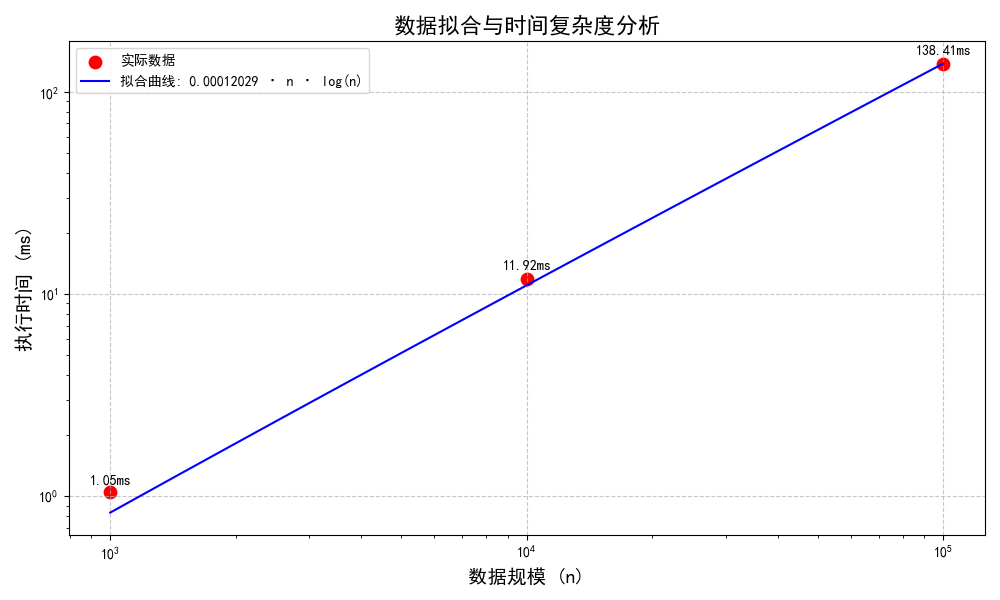 数据拟合与时间复杂度分析
实际数据
拟合曲线: 0.00012029 · n · log(n)
138.41ms
11.92ms
1.05ms
10²
10¹
10⁰
执行时间 (ms)
10³
10⁴
10⁵
数据规模 (n)